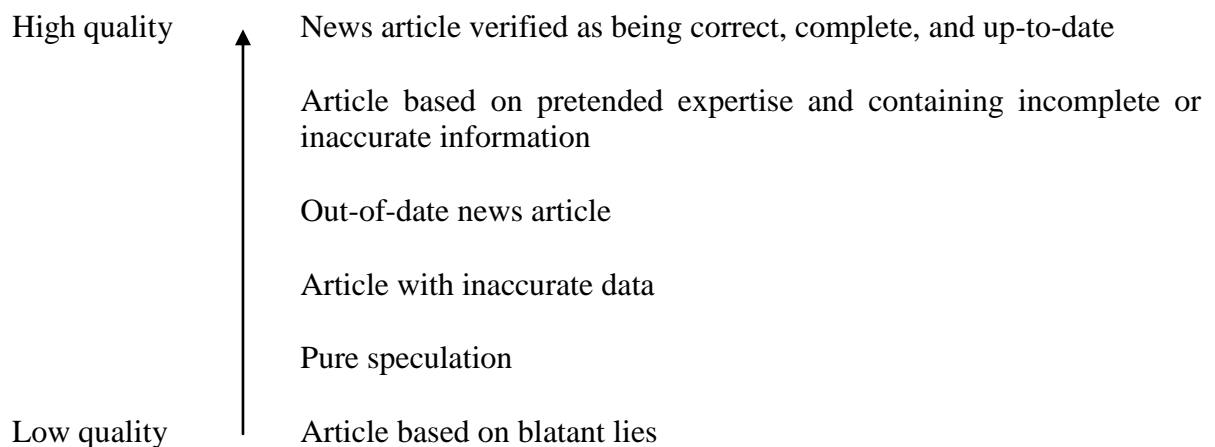 High quality News article verified as being correct, complete, and up-to-date
Article based on pretended expertise and containing incomplete or
inaccurate information
Out-of-date news article
Article with inaccurate data
Pure speculation
Low quality Article based on blatant lies